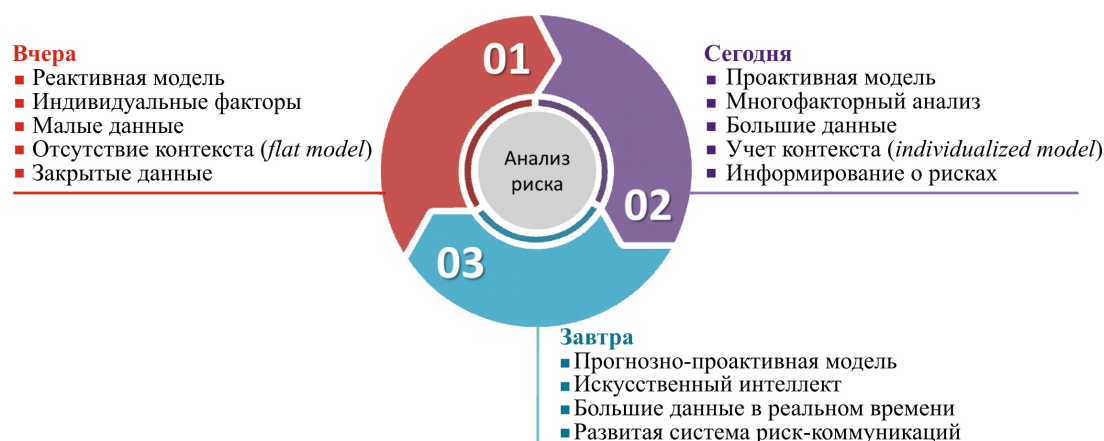 Вчера
Реактивная модель
Индивидуальные факторы
Малые данные
Отсутствие контекста (flat model)
Закрытые данные
01
02
03
Анализ
риска
Сегодня
Проактивная модель
Многофакторный анализ
Большие данные
Учет контекста (individualized model)
Информирование о рисках
Завтра
Прогнозно-проактивная модель
Искусственный интеллект
Большие данные в реальном времени
Развитая система риск-коммуникаций